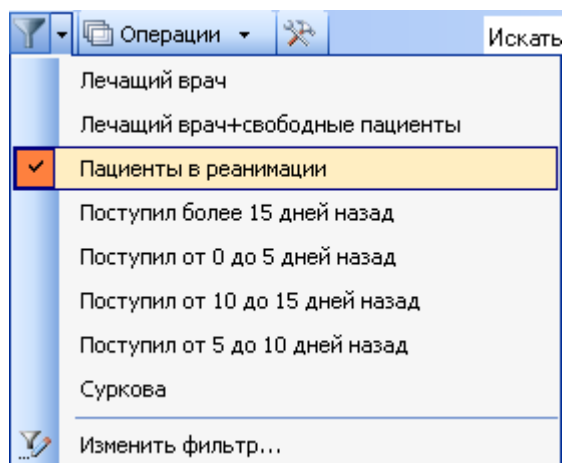 Операции
Искать
Лечащий врач
Лечащий врач+свободные пациенты
Пациенты в реанимации
Поступил более 15 дней назад
Поступил от 0 до 5 дней назад
Поступил от 10 до 15 дней назад
Поступил от 5 до 10 дней назад
Суркова
Изменить фильтр...